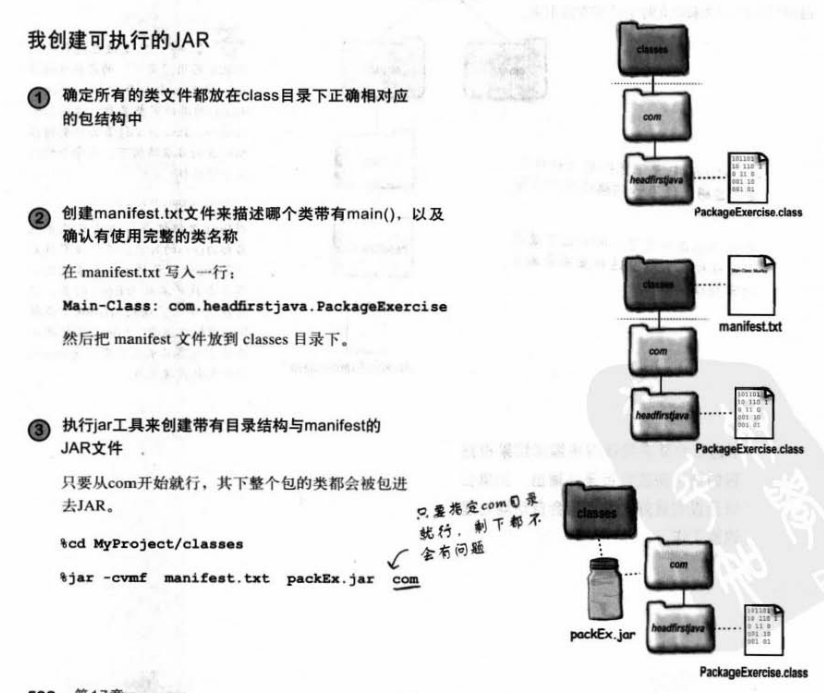 我创建可执行的JAR
① 确定所有的类文件都放在class目录下正确相对应
的包结构中
classes
com
headfirstjava
101101
10 110 1
0 11 0
001 10
001 01
PackageExercise.class
② 创建manifest.txt文件来描述哪个类带有main()，以及
确认有使用完整的类名称
在 manifest.txt 写入一行：
Main-Class: com.headfirstjava.PackageExercise
然后把 manifest 文件放到 classes 目录下。
classes
manifest.txt
com
headfirstjava
101101
10 110 1
0 11 0
001 10
001 01
PackageExercise.class
③ 执行jar工具来创建带有目录结构与manifest的
JAR文件
只要从com开始就行，其下整个包的类都会被包进
去JAR。
%cd MyProject/classes
%jar -cvmf manifest.txt packEx.jar com
只要指定com目录
就行，剩下都不
会有问题
classes
packEx.jar
com
headfirstjava
101101
10 110 1
0 11 0
001 10
001 01
PackageExercise.class
第17章